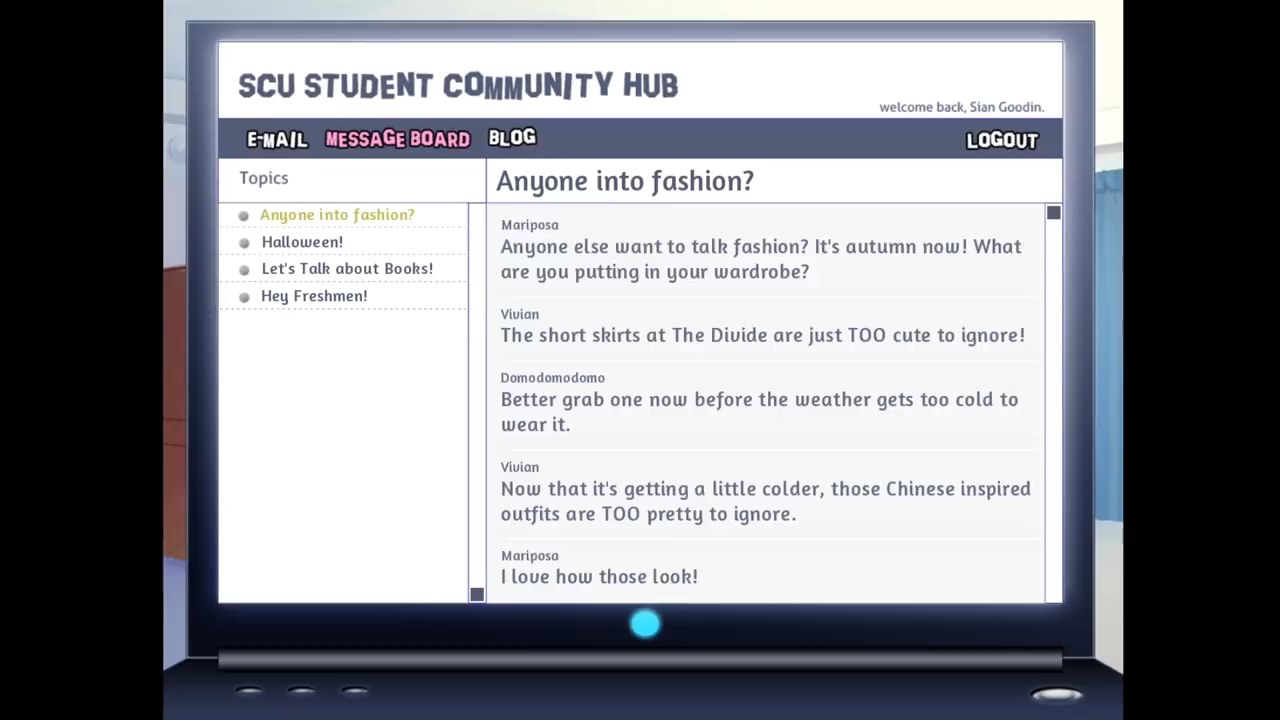 SCU STUDENT COMMUNITY HUB
welcome back, Sian Goodin.
E-MAIL MESSAGE BOARD BLOG LOGOUT
Topics
Anyone into fashion?
Halloween!
Let's Talk about Books!
Hey Freshmen!
Anyone into fashion?
Mariposa
Anyone else want to talk fashion? It's autumn now! What
are you putting in your wardrobe?
Vivian
The short skirts at The Divide are just TOO cute to ignore!
Domodomodomo
Better grab one now before the weather gets too cold to
wear it.
Vivian
Now that it's getting a little colder, those Chinese inspired
outfits are TOO pretty to ignore.
Mariposa
I love how those look!